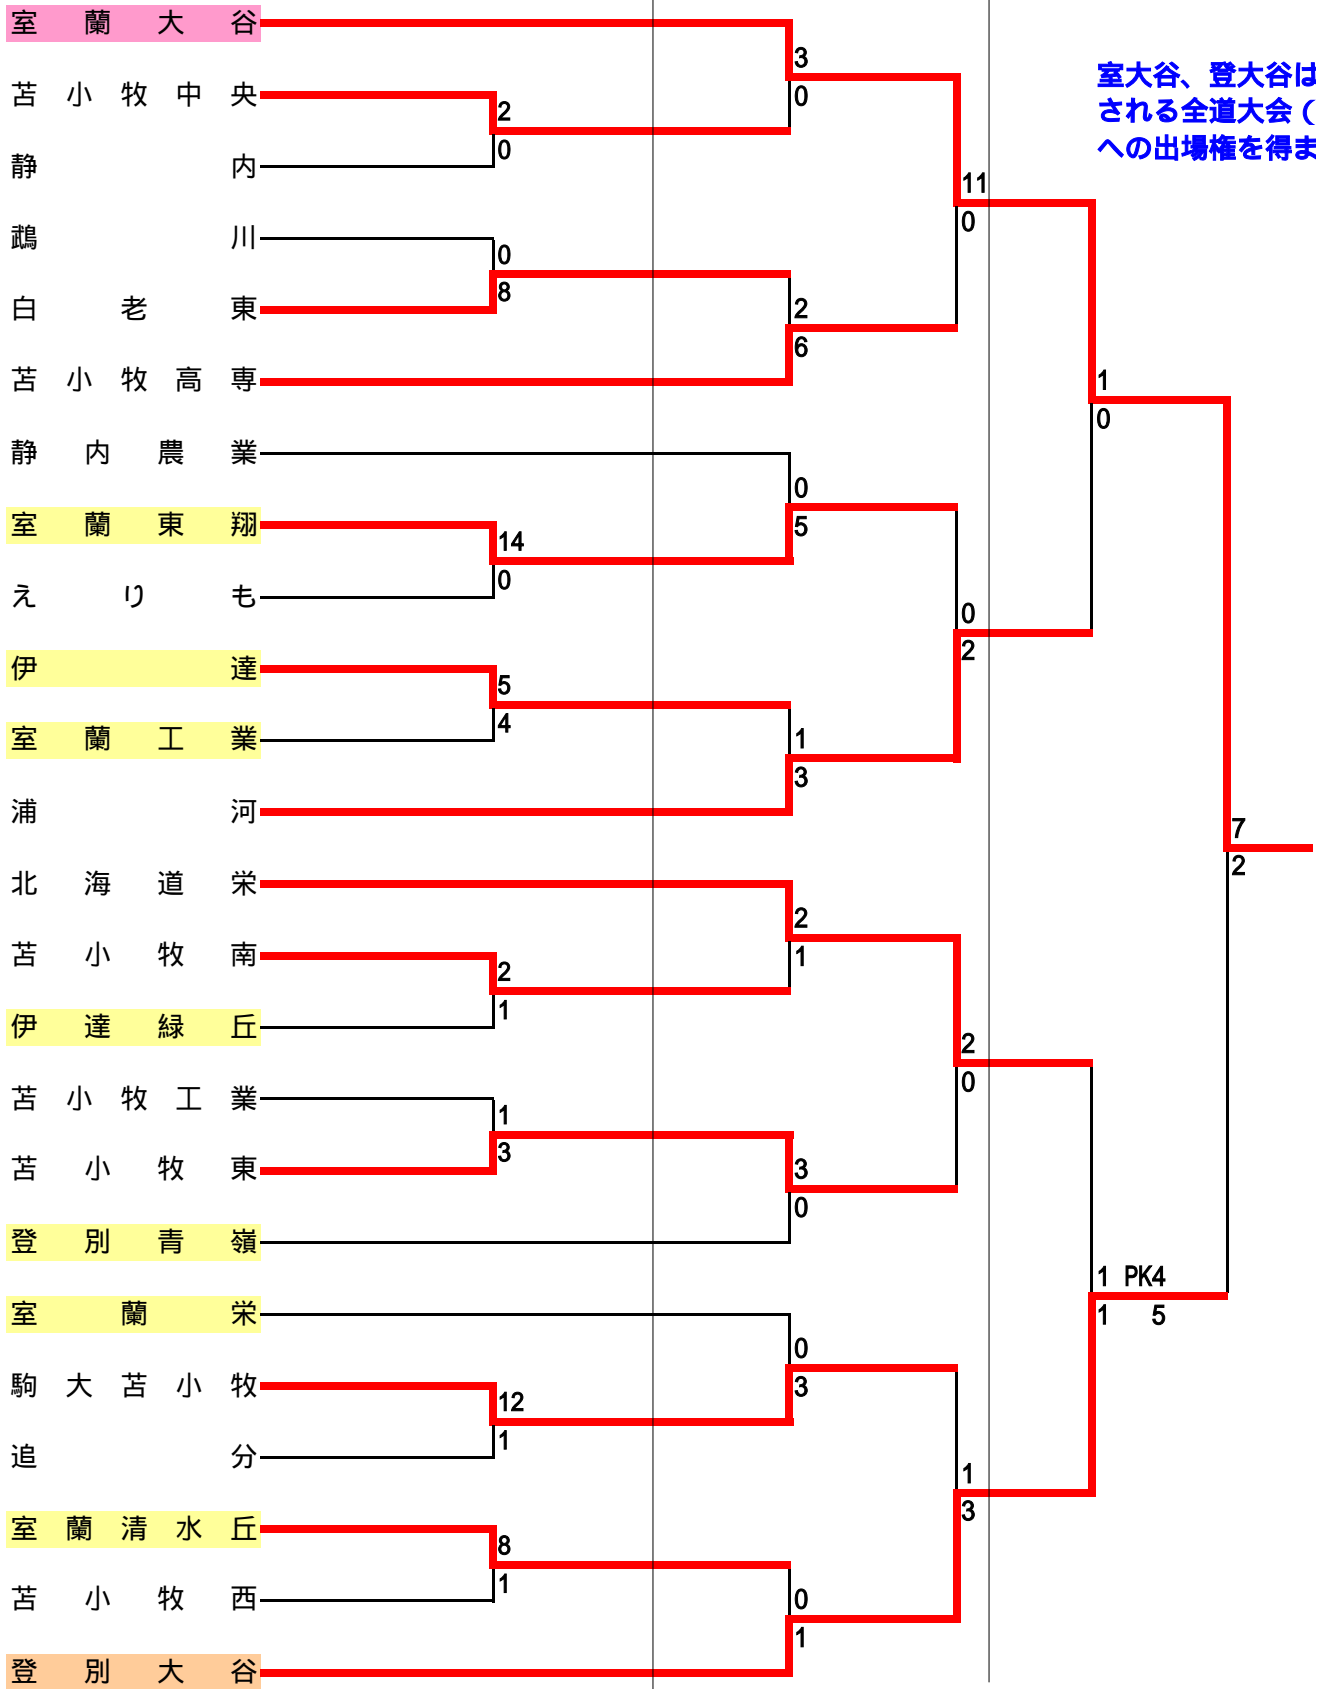 室蘭大谷
3
室大谷、登大谷は
苫小牧中央
0
される全道大会（
2
0
への出場権を得ま
静内
11
0
鵡川
0
8
白老東
2
6
苫小牧高専
1
0
静内農業
0
5
室蘭東翔
14
0
えりも
0
2
伊達
5
4
室蘭工業
1
3
浦河
7
2
北海道栄
2
1
苫小牧南
2
1
伊達緑丘
2
0
苫小牧工業
1
3
苫小牧東
3
0
登別青嶺
1 PK4
1 5
室蘭栄
0
3
駒大苫小牧
12
1
追分
1
3
室蘭清水丘
8
1
苫小牧西
0
1
登別大谷